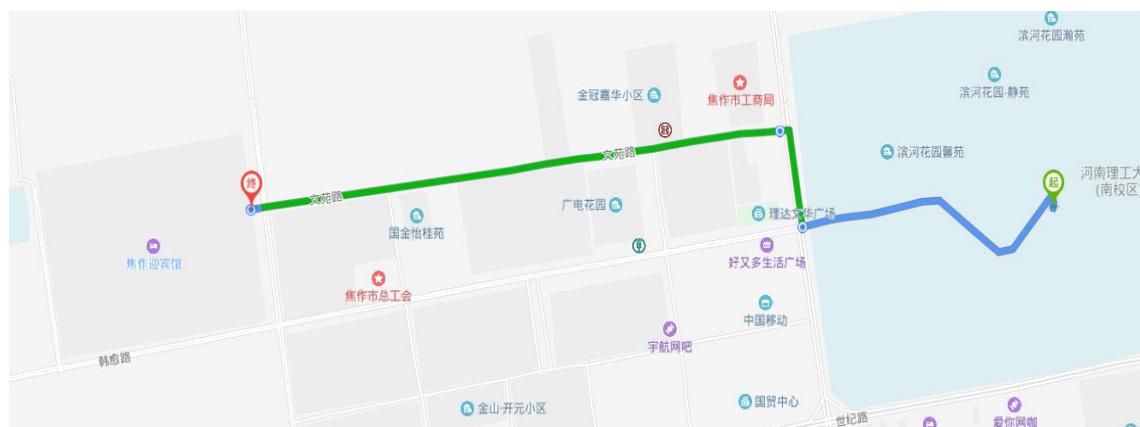 滨河花园瀚苑
滨河花园-静苑
金冠嘉华小区
焦作市工商局
滨河花园馨苑
文苑路
河南理工大
(南校区)
起
终
文苑路
广电花园
理达文华广场
国金怡桂苑
焦作迎宾馆
好又多生活广场
焦作市总工会
中国移动
宇航网吧
韩愈路
国贸中心
金山·开元小区
世纪路
爱你网咖